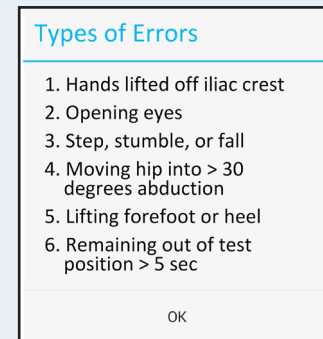 Types of Errors
1. Hands lifted off iliac crest
2. Opening eyes
3. Step, stumble, or fall
4. Moving hip into > 30
degrees abduction
5. Lifting forefoot or heel
6. Remaining out of test
position > 5 sec
OK